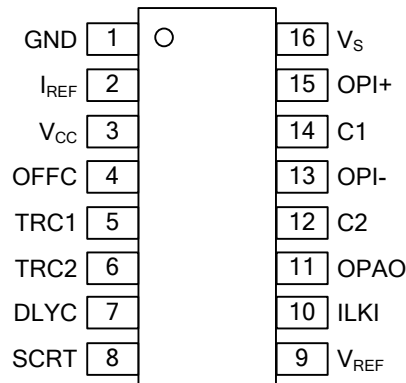 GND 1 16 VS
IREF 2 15 OPI+
VCC 3 14 C1
OFFC 4 13 OPI-
TRC1 5 12 C2
TRC2 6 11 OPAO
DLYC 7 10 ILKI
SCRT 8 9 VREF